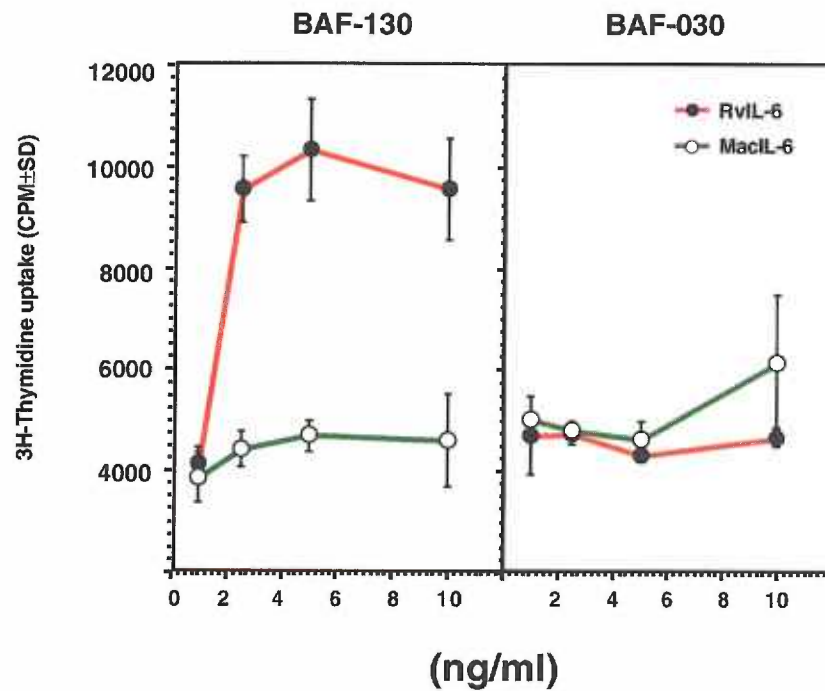 BAF-130 BAF-030
12000
10000
8000
6000
4000
3H-Thymidine uptake (CPM±SD)
RvIL-6
MacIL-6
0 2 4 6 8 10 2 4 6 8 10
(ng/ml)